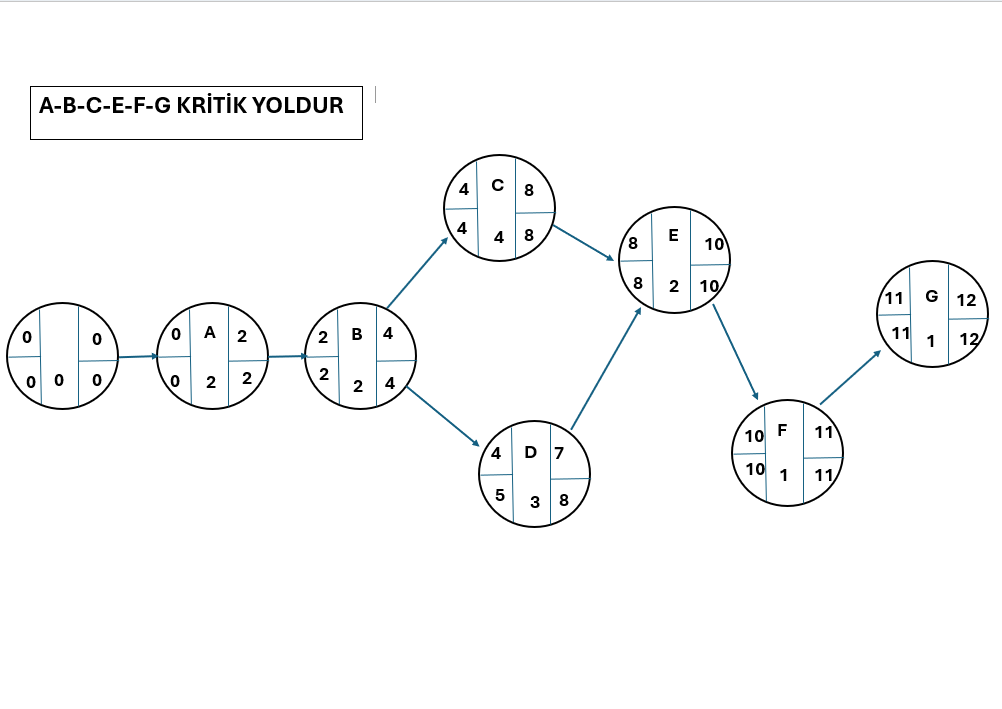 A-B-C-E-F-G KRİTİK YOLDUR
4 C 8
4 4 8
8 E 10
8 2 10
11 G 12
11 1 12
0 0
0 0 0
0 A 2
0 2 2
2 B 4
2 2 4
4 D 7
5 3 8
10 F 11
10 1 11